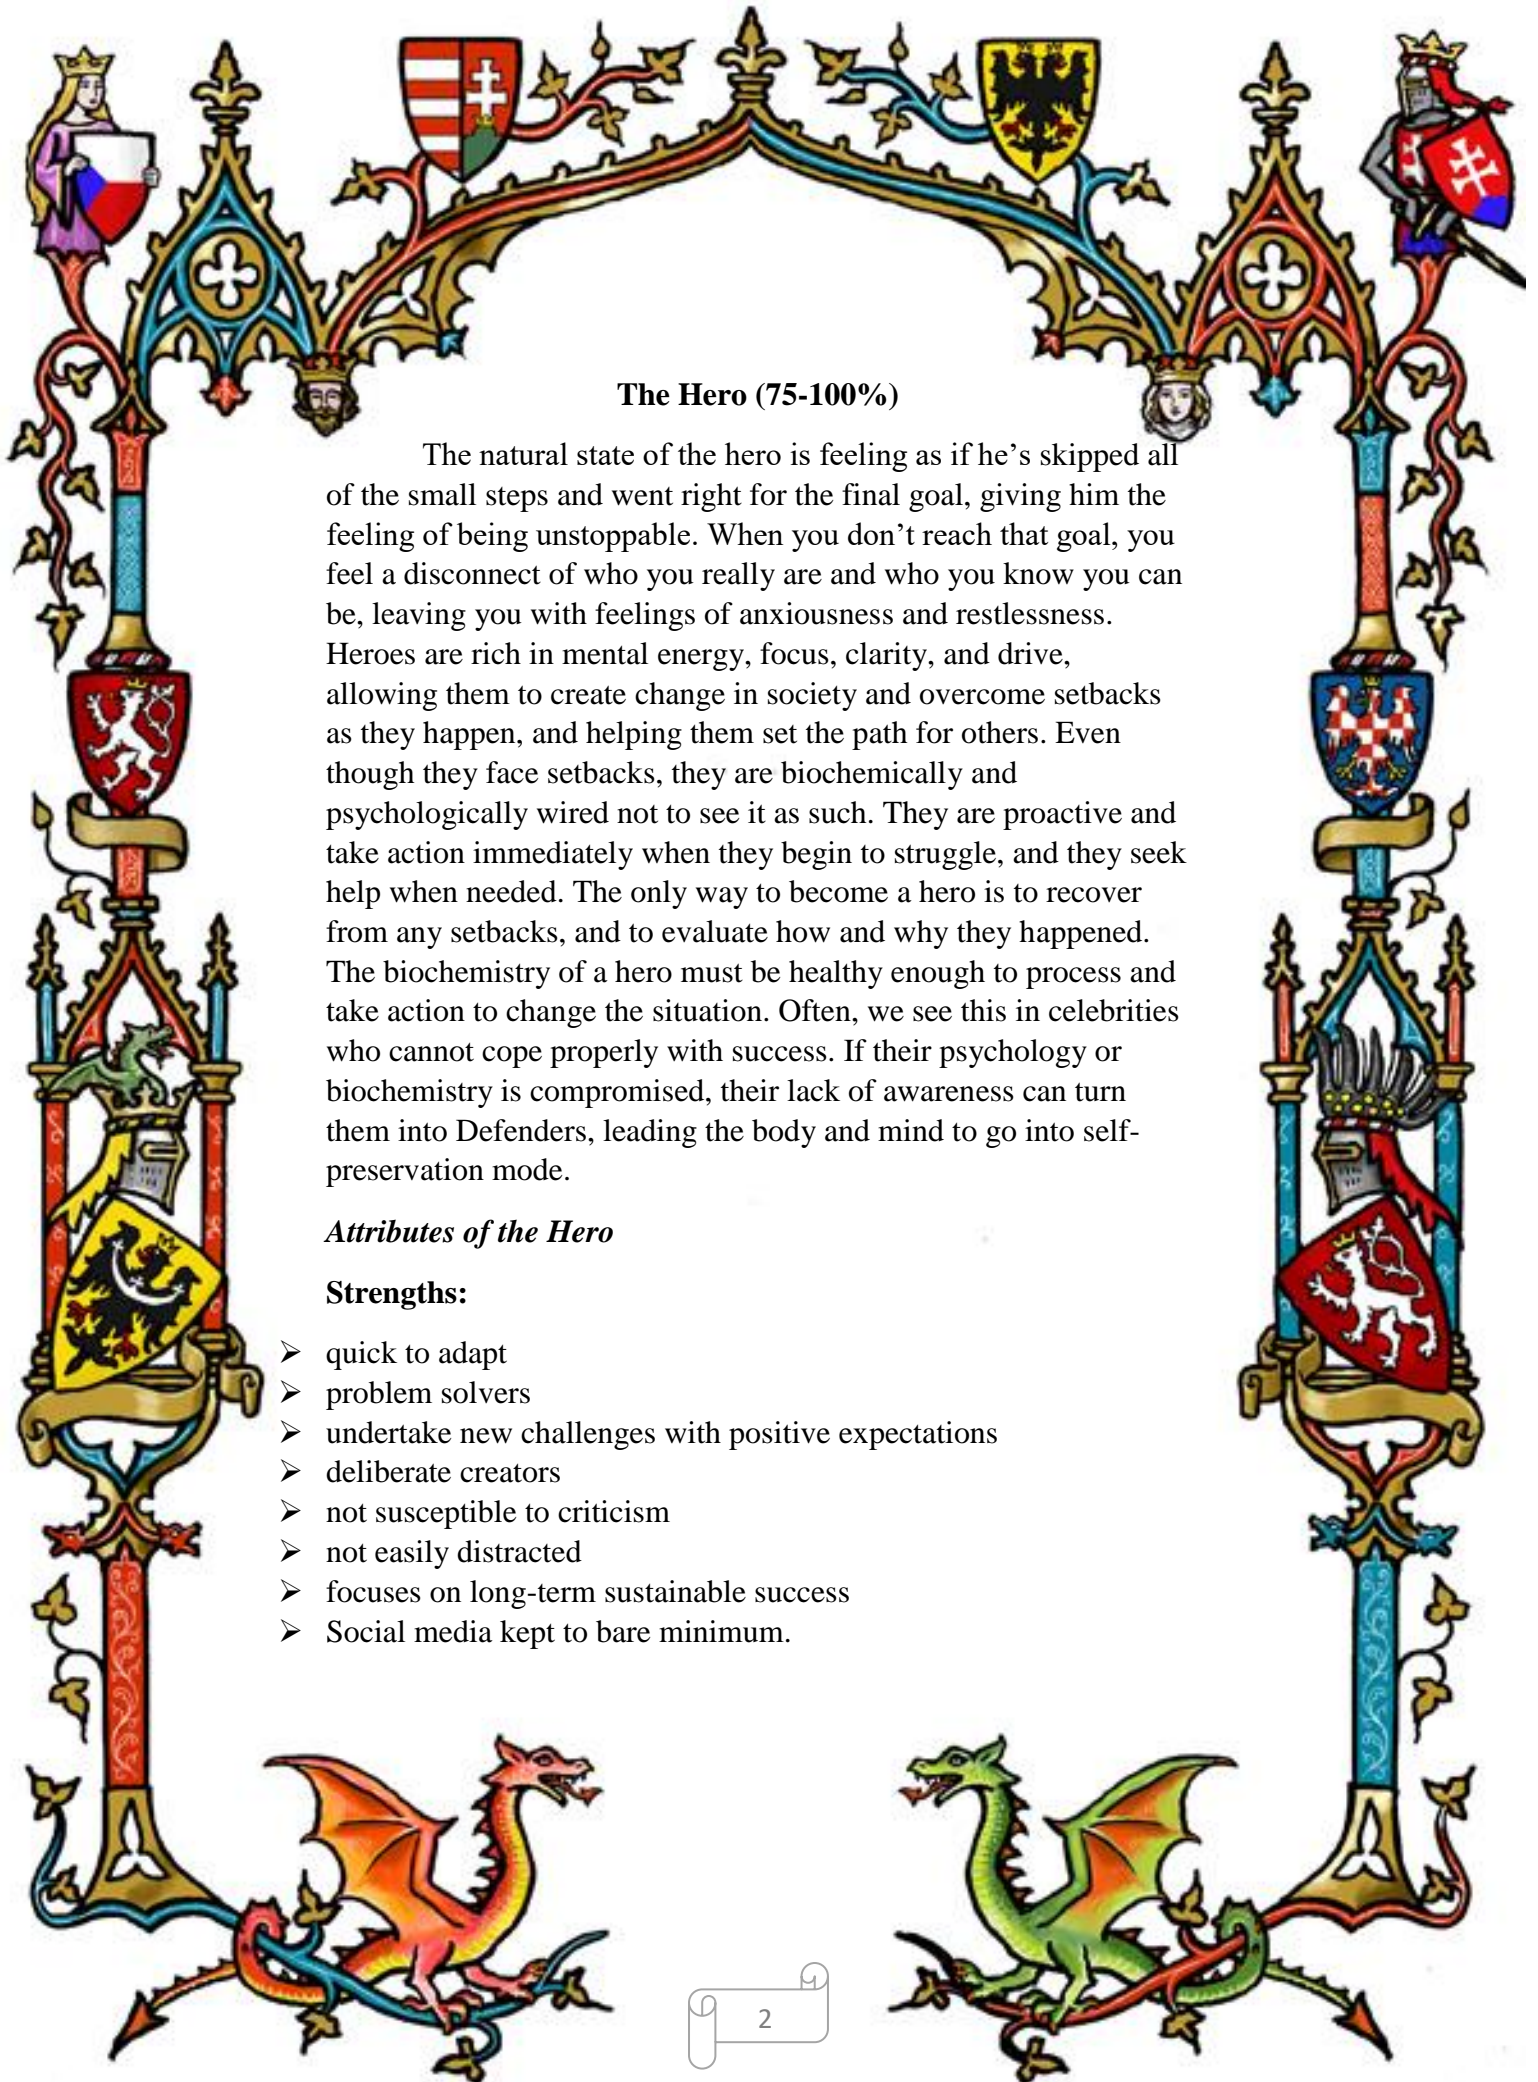 The Hero (75-100%)
The natural state of the hero is feeling as if he’s skipped all
of the small steps and went right for the final goal, giving him the
feeling of being unstoppable. When you don’t reach that goal, you
feel a disconnect of who you really are and who you know you can
be, leaving you with feelings of anxiousness and restlessness.
Heroes are rich in mental energy, focus, clarity, and drive,
allowing them to create change in society and overcome setbacks
as they happen, and helping them set the path for others. Even
though they face setbacks, they are biochemically and
psychologically wired not to see it as such. They are proactive and
take action immediately when they begin to struggle, and they seek
help when needed. The only way to become a hero is to recover
from any setbacks, and to evaluate how and why they happened.
The biochemistry of a hero must be healthy enough to process and
take action to change the situation. Often, we see this in celebrities
who cannot cope properly with success. If their psychology or
biochemistry is compromised, their lack of awareness can turn
them into Defenders, leading the body and mind to go into self-
preservation mode.
Attributes of the Hero
Strengths:
➢ quick to adapt
➢ problem solvers
➢ undertake new challenges with positive expectations
➢ deliberate creators
➢ not susceptible to criticism
➢ not easily distracted
➢ focuses on long-term sustainable success
➢ Social media kept to bare minimum.
2